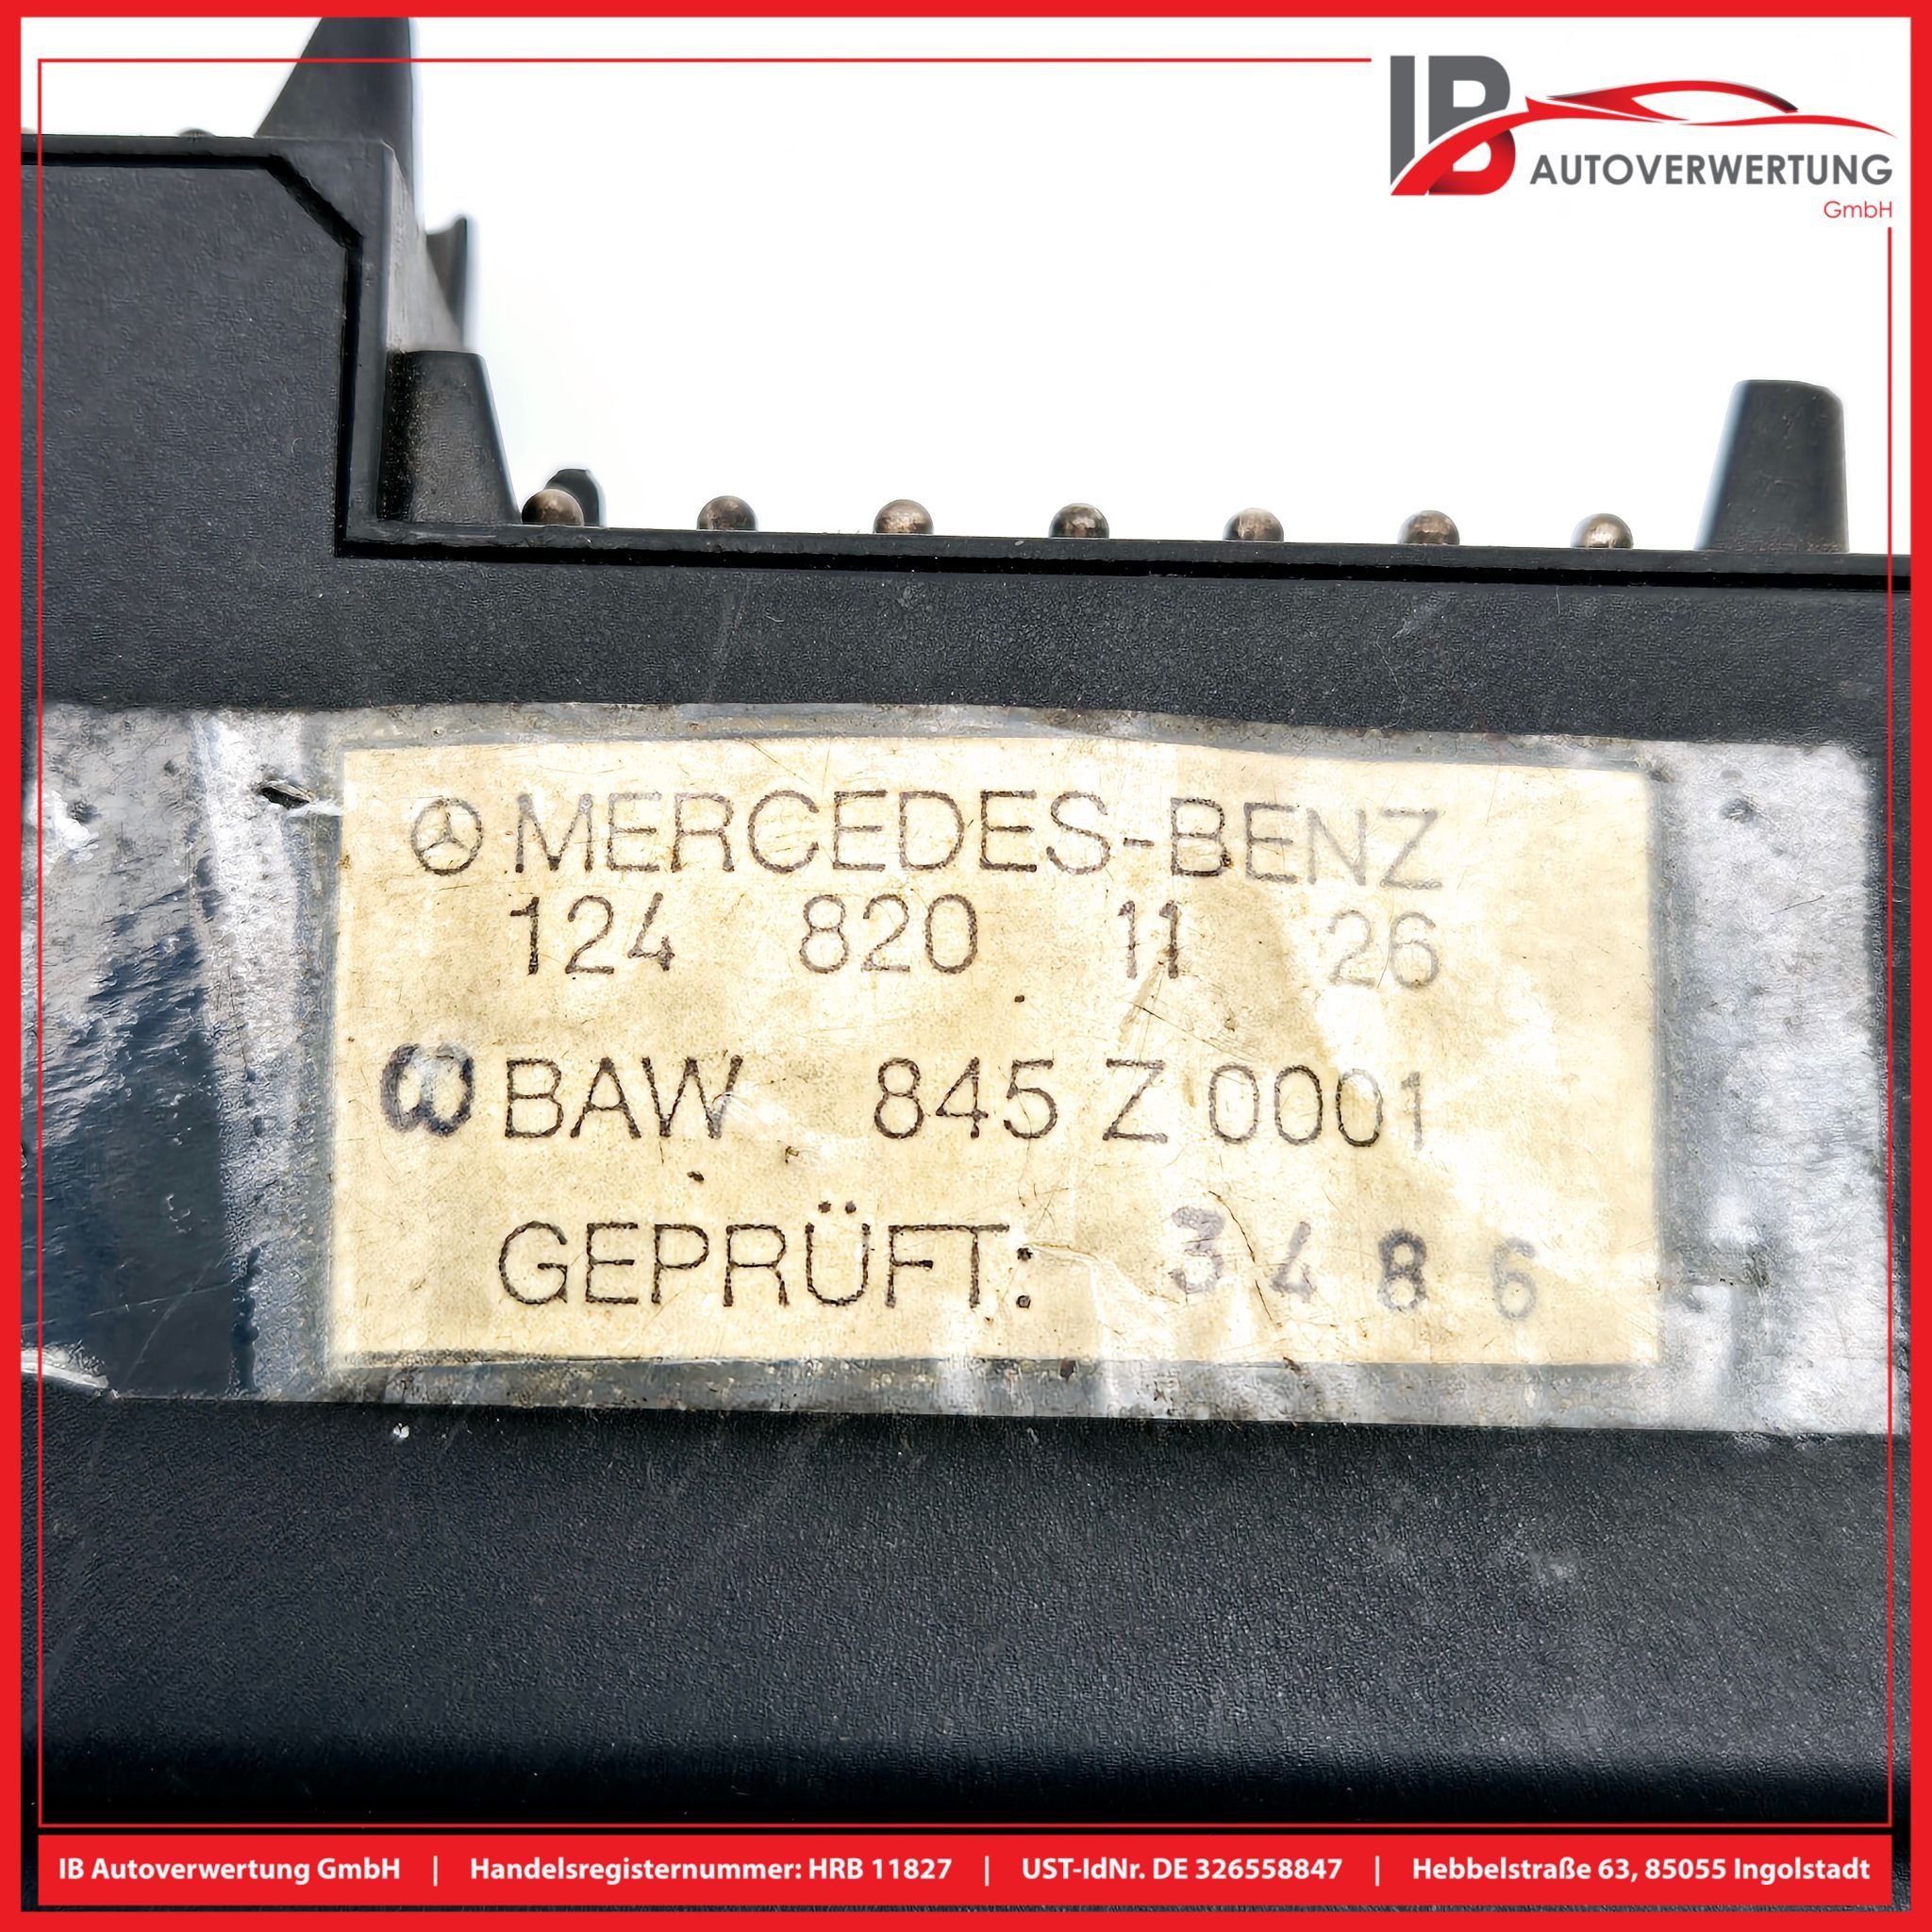 IB AUTOVERWERTUNG
GmbH
MERCEDES-BENZ
124 820 11 26
BAW 845 Z 0001
GEPRÜFT: 3486
IB Autoverwertung GmbH | Handelsregisternummer: HRB 11827 | UST-IdNr. DE 326558847 | Hebbelstraße 63, 85055 Ingolstadt